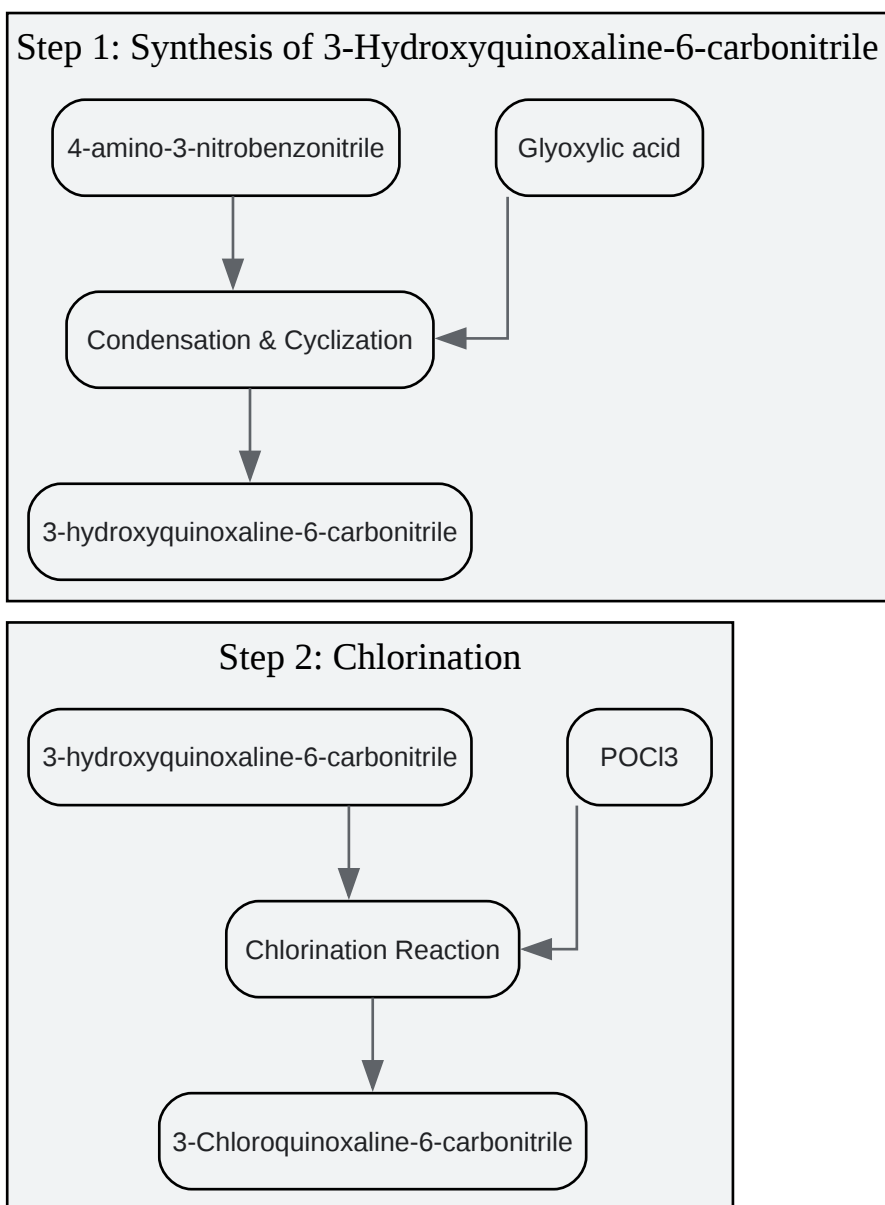 Step 1: Synthesis of 3-Hydroxyquinoxaline-6-carbonitrile
4-amino-3-nitrobenzonitrile
Glyoxylic acid
Condensation & Cyclization
3-hydroxyquinoxaline-6-carbonitrile
Step 2: Chlorination
3-hydroxyquinoxaline-6-carbonitrile
POCl3
Chlorination Reaction
3-Chloroquinoxaline-6-carbonitrile